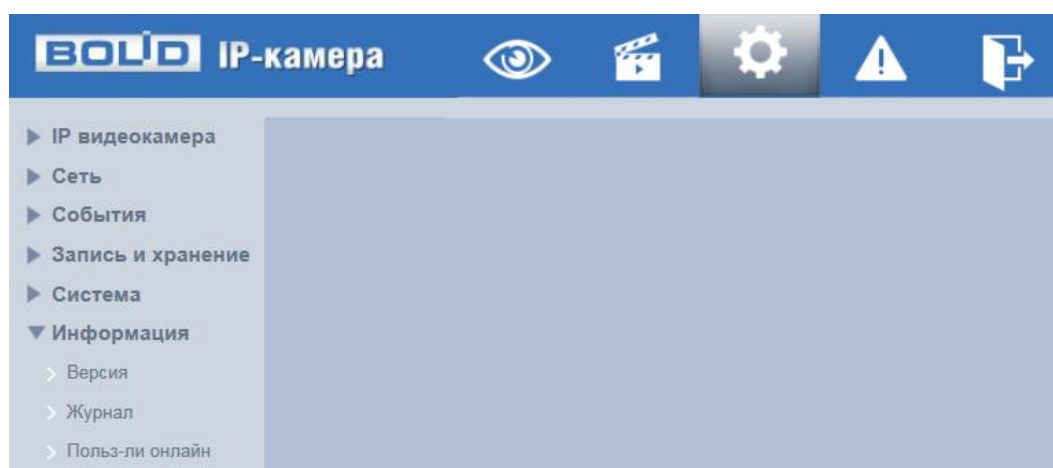 BOLID IP-камера
IP видеокамера
Сеть
События
Запись и хранение
Система
Информация
Версия
Журнал
Польз-ли онлайн